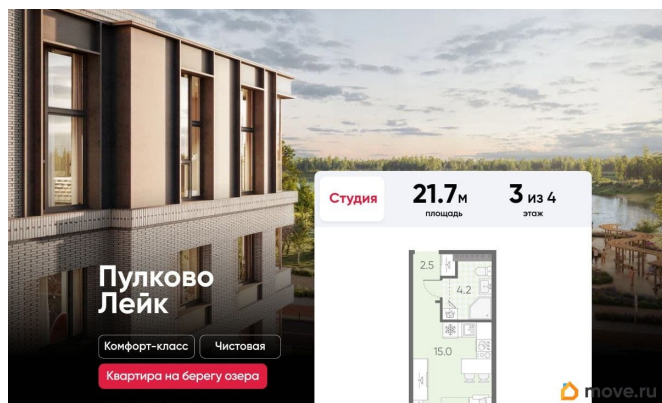 Студия
21.7 м
площадь
3 из 4
этаж
2.5
4.2
15.0
Пулково
Лейк
Комфорт-класс
Чистовая
Квартира на берегу озера
move.ru